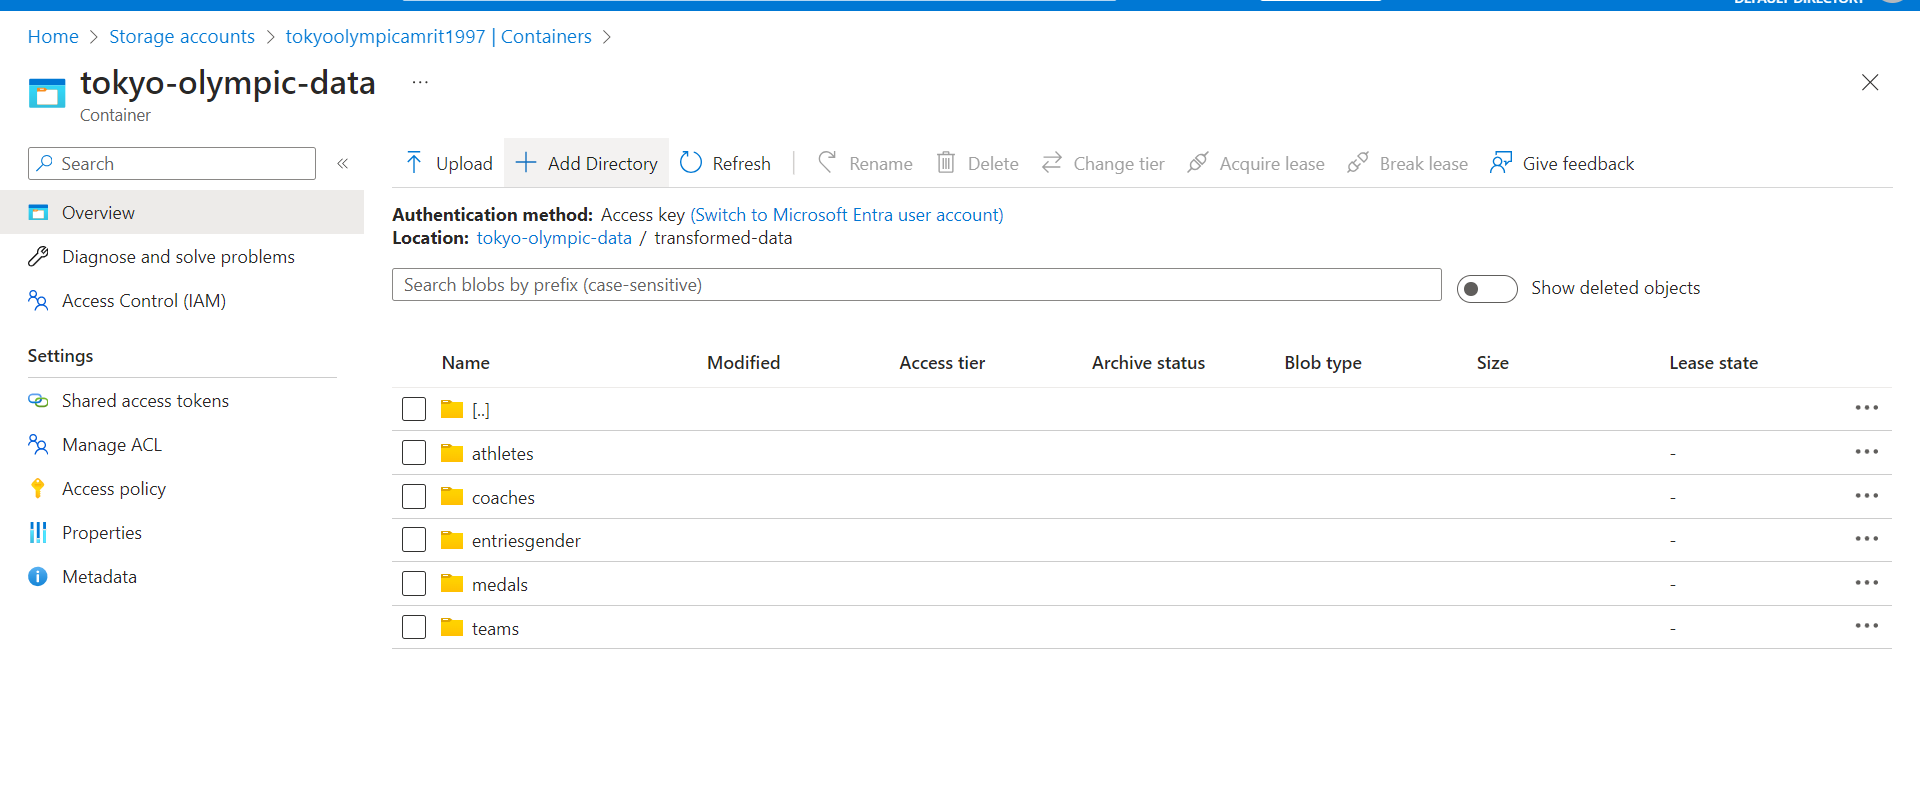 DEFAULT DIRECTORY
Home > Storage accounts > tokyoolympicamrit1997 | Containers >
tokyo-olympic-data ...
Container
Search «
Upload + Add Directory Refresh | Rename Delete Change tier Acquire lease Break lease Give feedback
Overview
Diagnose and solve problems
Access Control (IAM)
Settings
Shared access tokens
Manage ACL
Access policy
Properties
Metadata
Authentication method: Access key (Switch to Microsoft Entra user account)
Location: tokyo-olympic-data / transformed-data
Search blobs by prefix (case-sensitive) Show deleted objects
Name Modified Access tier Archive status Blob type Size Lease state
[..] •••
athletes - •••
coaches - •••
entriesgender - •••
medals - •••
teams - •••